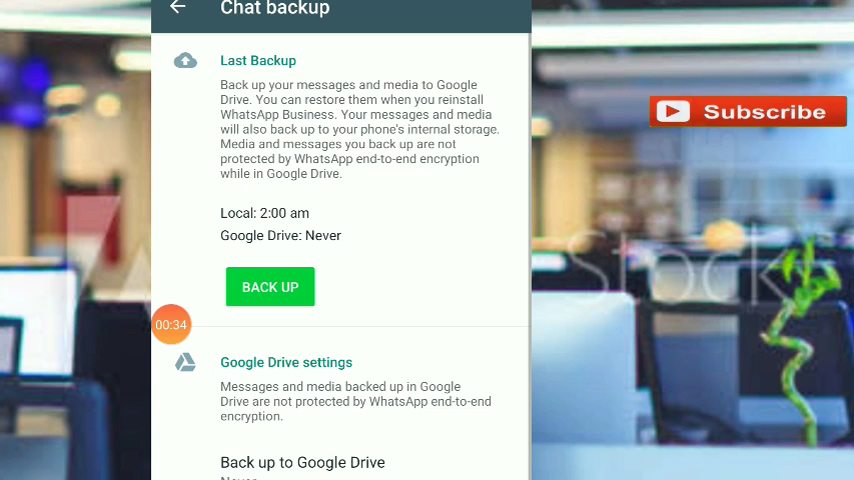 Chat backup
Last Backup
Back up your messages and media to Google
Drive. You can restore them when you reinstall
WhatsApp Business. Your messages and media
will also back up to your phone's internal storage.
Media and messages you back up are not
protected by WhatsApp end-to-end encryption
while in Google Drive.
Local: 2:00 am
Google Drive: Never
BACK UP
00:34
Google Drive settings
Messages and media backed up in Google
Drive are not protected by WhatsApp end-to-end
encryption.
Back up to Google Drive
Never
Subscribe
Stocks